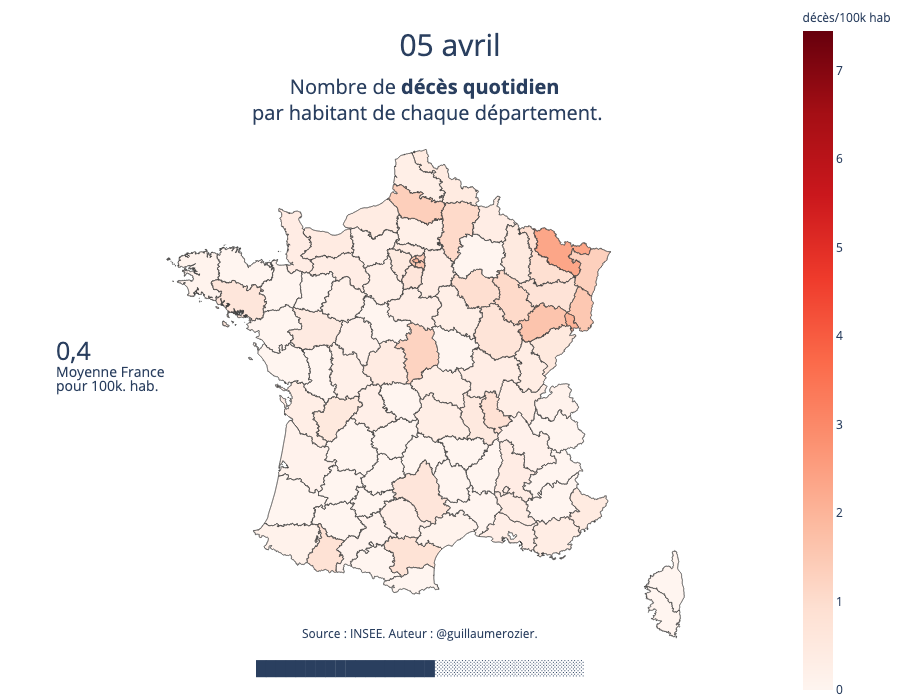 décès/100k hab
05 avril
Nombre de décès quotidien
par habitant de chaque département.
7
6
5
4
3
2
1
0
0,4
Moyenne France
pour 100k. hab.
Source : INSEE. Auteur : @guillaumerozier.